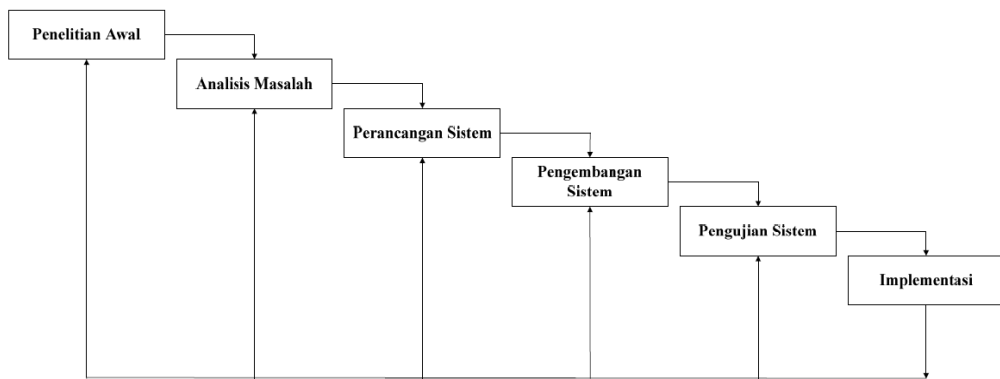 Penelitian Awal
Analisis Masalah
Perancangan Sistem
Pengembangan
Sistem
Pengujian Sistem
Implementasi